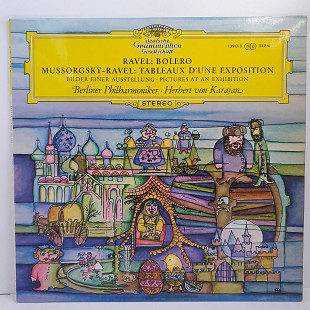 Deutsche
Grammophon
Gesellschaft
RAVEL: BOLERO
MUSSORGSKY-RAVEL: TABLEAUX D'UNE EXPOSITION
BILDER EINER AUSSTELLUNG · PICTURES AT AN EXHIBITION
Berliner Philharmoniker · Herbert von Karajan
STEREO